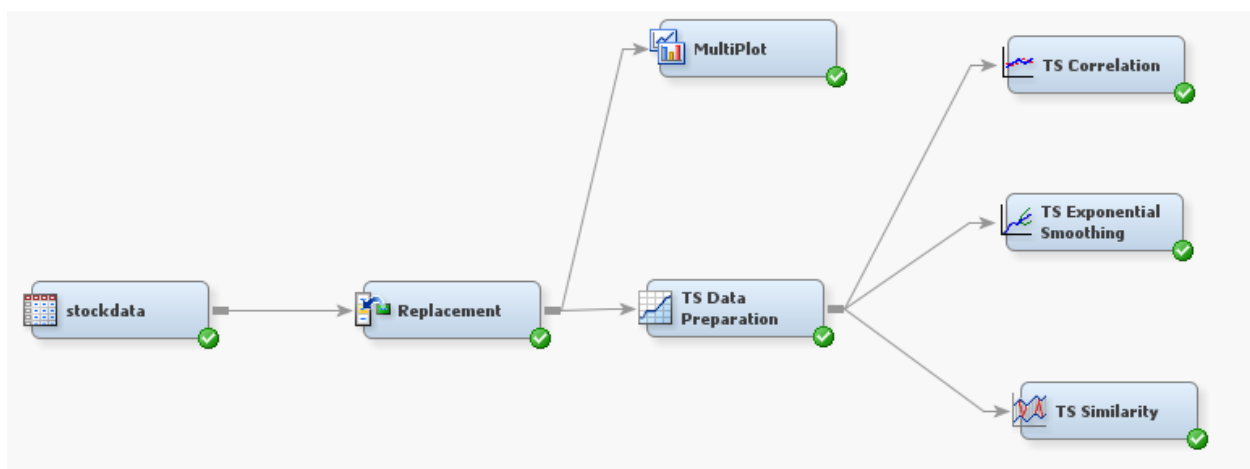 MultiPlot
TS Correlation
TS Exponential
Smoothing
stockdata
Replacement
TS Data
Preparation
TS Similarity